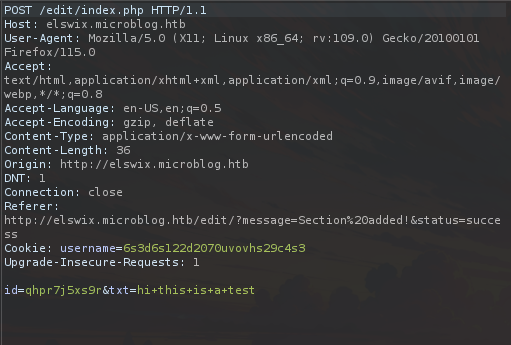 POST /edit/index.php HTTP/1.1
Host: elswix.microblog.htb
User-Agent: Mozilla/5.0 (X11; Linux x86_64; rv:109.0) Gecko/20100101
Firefox/115.0
Accept:
text/html,application/xhtml+xml,application/xml;q=0.9,image/avif,image/
webp,*/*;q=0.8
Accept-Language: en-US,en;q=0.5
Accept-Encoding: gzip, deflate
Content-Type: application/x-www-form-urlencoded
Content-Length: 36
Origin: http://elswix.microblog.htb
DNT: 1
Connection: close
Referer:
http://elswix.microblog.htb/edit/?message=Section%20added!&status=succe
ss
Cookie: username=6s3d6s122d2070uvovhs29c4s3
Upgrade-Insecure-Requests: 1
id=qhpr7j5xs9r&txt=hi+this+is+a+test